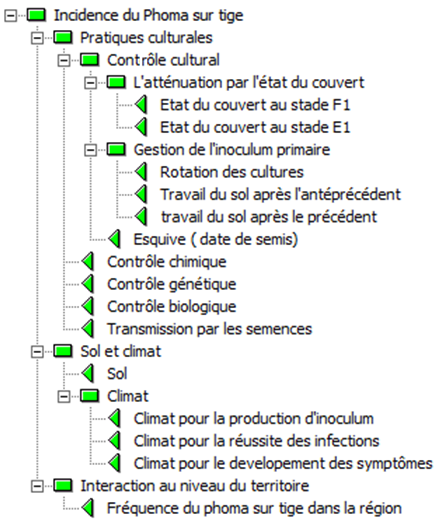 Incidence du Phoma sur tige
Pratiques culturales
Contrôle cultural
L'atténuation par l'état du couvert
Etat du couvert au stade F1
Etat du couvert au stade E1
Gestion de l'inoculum primaire
Rotation des cultures
Travail du sol après l'antéprécédent
travail du sol après le précédent
Esquive ( date de semis)
Contrôle chimique
Contrôle génétique
Contrôle biologique
Transmission par les semences
Sol et climat
Sol
Climat
Climat pour la production d'inoculum
Climat pour la réussite des infections
Climat pour le developement des symptômes
Interaction au niveau du territoire
Fréquence du phoma sur tige dans la région